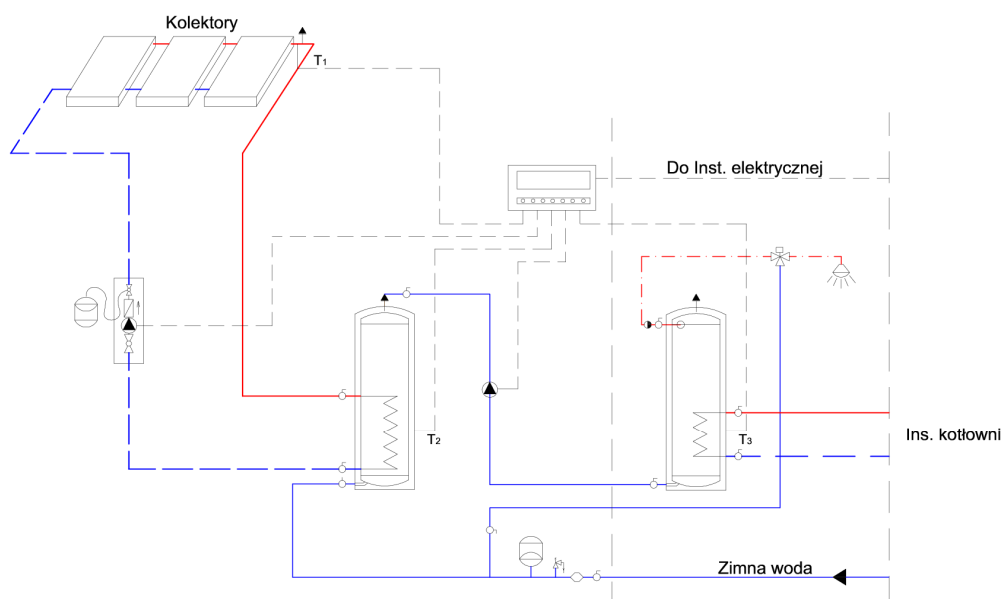 Kolektory
T1
Do Inst. elektrycznej
T2
T3
Ins. kotłowni
Zimna woda